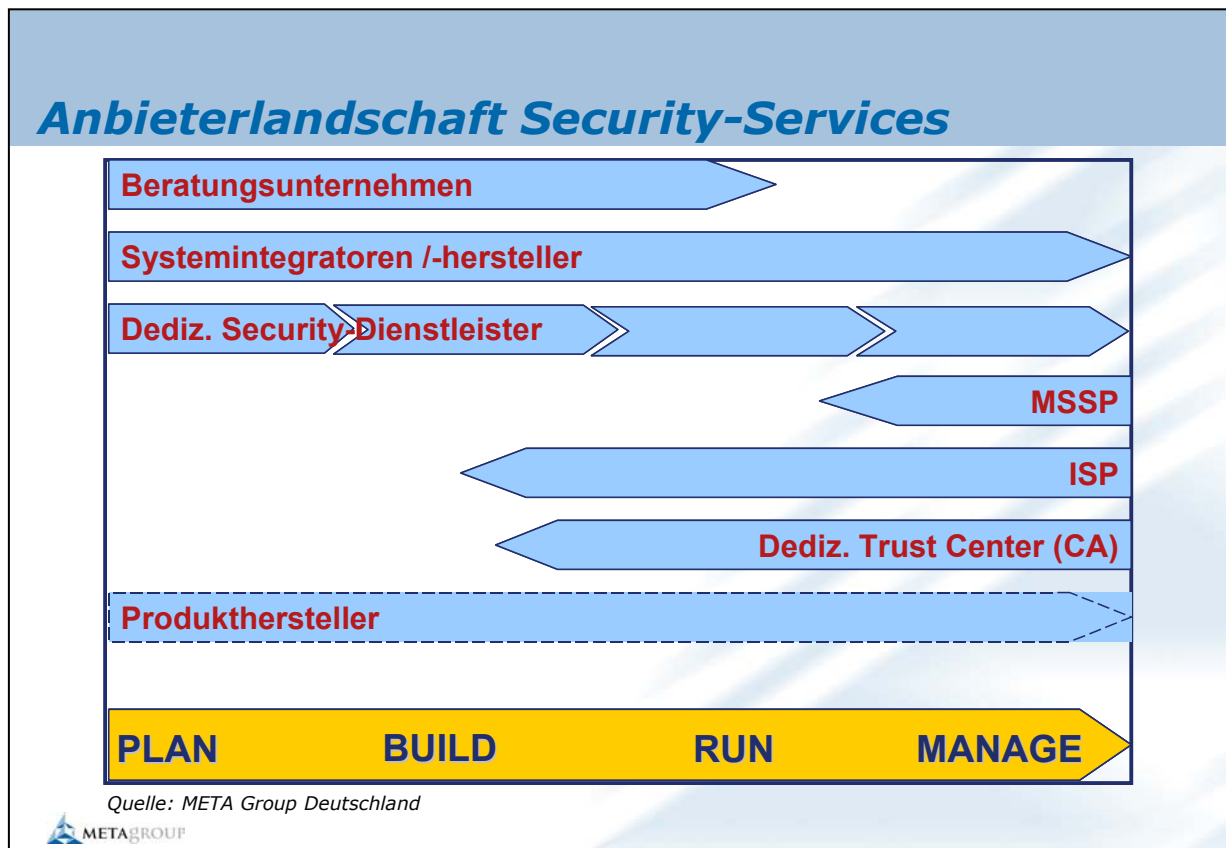 Anbieterlandschaft Security-Services
Beratungsunternehmen
Systemintegratoren /-hersteller
Dediz. Security-Dienstleister
MSSP
ISP
Dediz. Trust Center (CA)
Produkthersteller
PLAN BUILD RUN MANAGE
Quelle: META Group Deutschland
METAGROUP